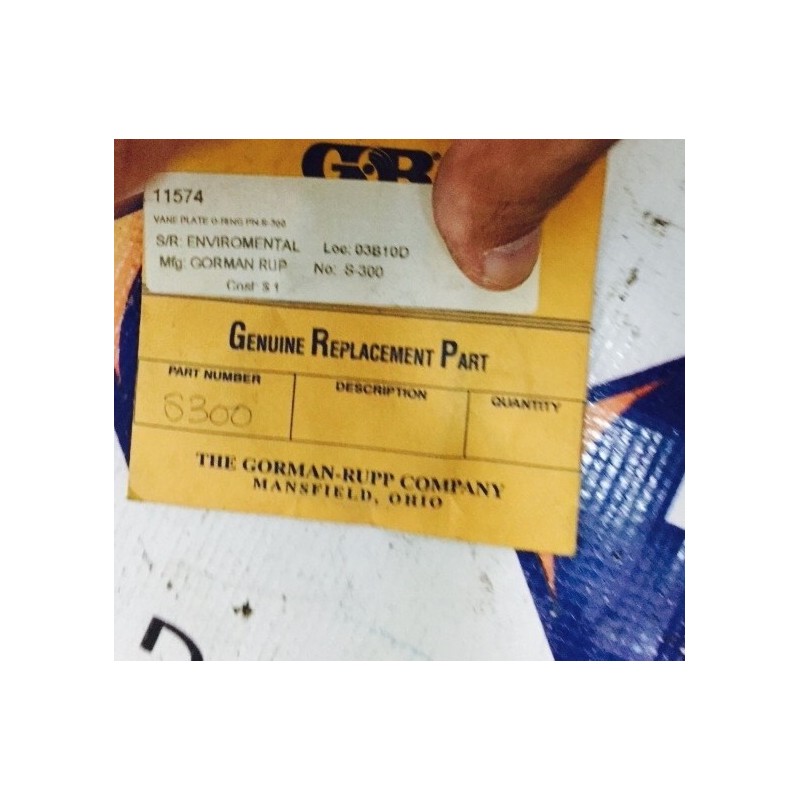 G·R
11574
VANE PLATE O-RING PN S-300
S/R: ENVIROMENTAL Loc: 03B10D
Mfg: GORMAN RUP No: S-300
Cost: $ 1
GENUINE REPLACEMENT PART
PART NUMBER DESCRIPTION QUANTITY
S300
THE GORMAN-RUPP COMPANY
MANSFIELD, OHIO